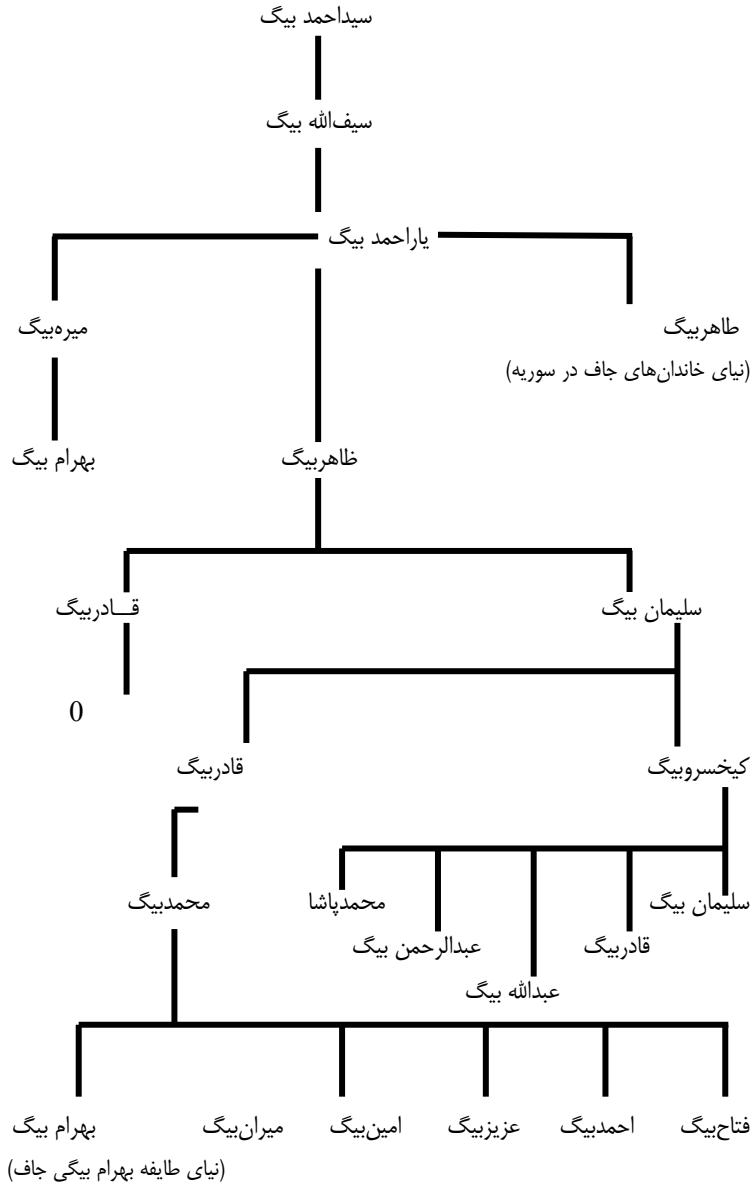 سیداحمد بیگ
سیف‌الله بیگ
یاراحمد بیگ
طاهربیگ
میره‌بیگ
(نیای خاندان‌های جاف در سوریه)
ظاهربیگ
بهرام بیگ
سلیمان بیگ
قــادربیگ
0
کیخسروبیگ
قادربیگ
سلیمان بیگ
محمدپاشا
محمدبیگ
قادربیگ
عبدالرحمن بیگ
عبدالله بیگ
فتاح‌بیگ
احمدبیگ
عزیزبیگ
امین‌بیگ
میران‌بیگ
بهرام بیگ
(نیای طایفه بهرام بیگی جاف)